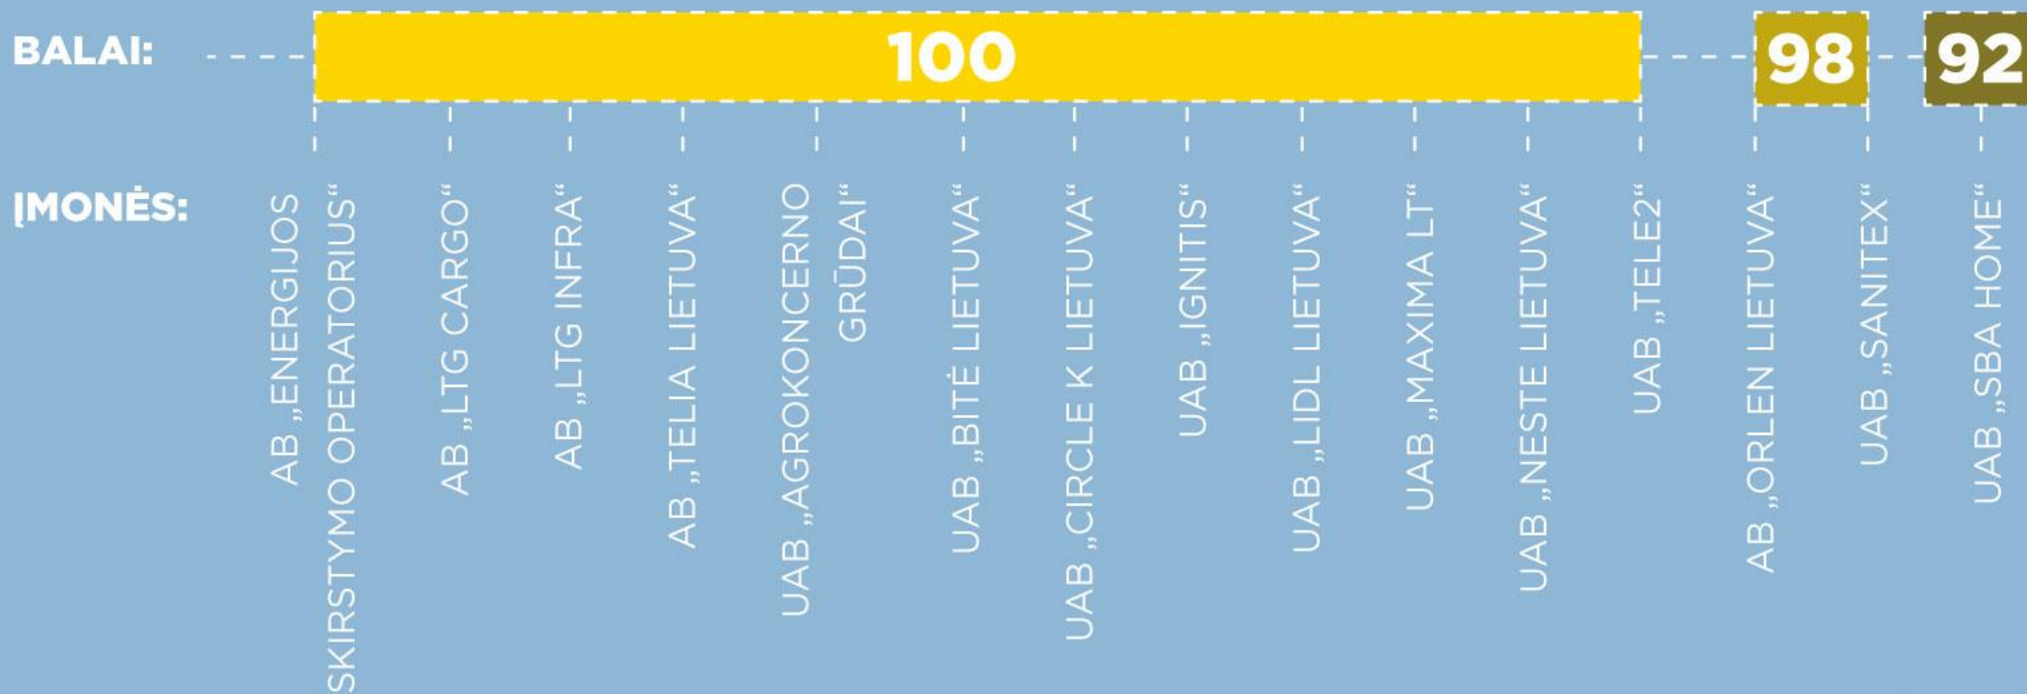 BALAI:
100
98
92
ĮMONĖS:
AB „ENERGIJOS
SKIRSTYMO OPERATORIUS“
AB „LTG CARGO“
AB „LTG INFRA“
AB „TELIA LIETUVA“
UAB „AGROKONCERNO
GRŪDAI“
UAB „BITĖ LIETUVA“
UAB „CIRCLE K LIETUVA“
UAB „IGNITIS“
UAB „LIDL LIETUVA“
UAB „MAXIMA LT“
UAB „NESTE LIETUVA“
UAB „TELE2“
AB „ORLEN LIETUVA“
UAB „SANITEX“
UAB „SBA HOME“